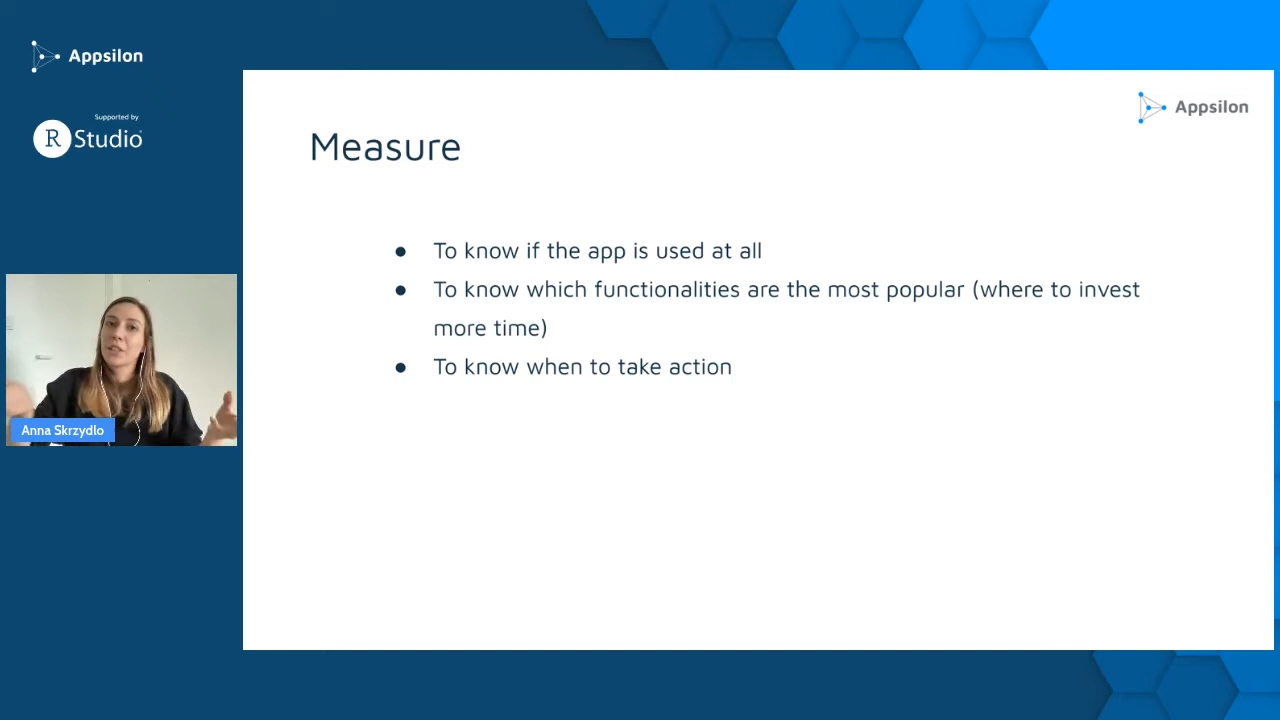 Appsilon
Supported by
R Studio
Appsilon
Measure
● To know if the app is used at all
● To know which functionalities are the most popular (where to invest
more time)
● To know when to take action
Anna Skrzydlo